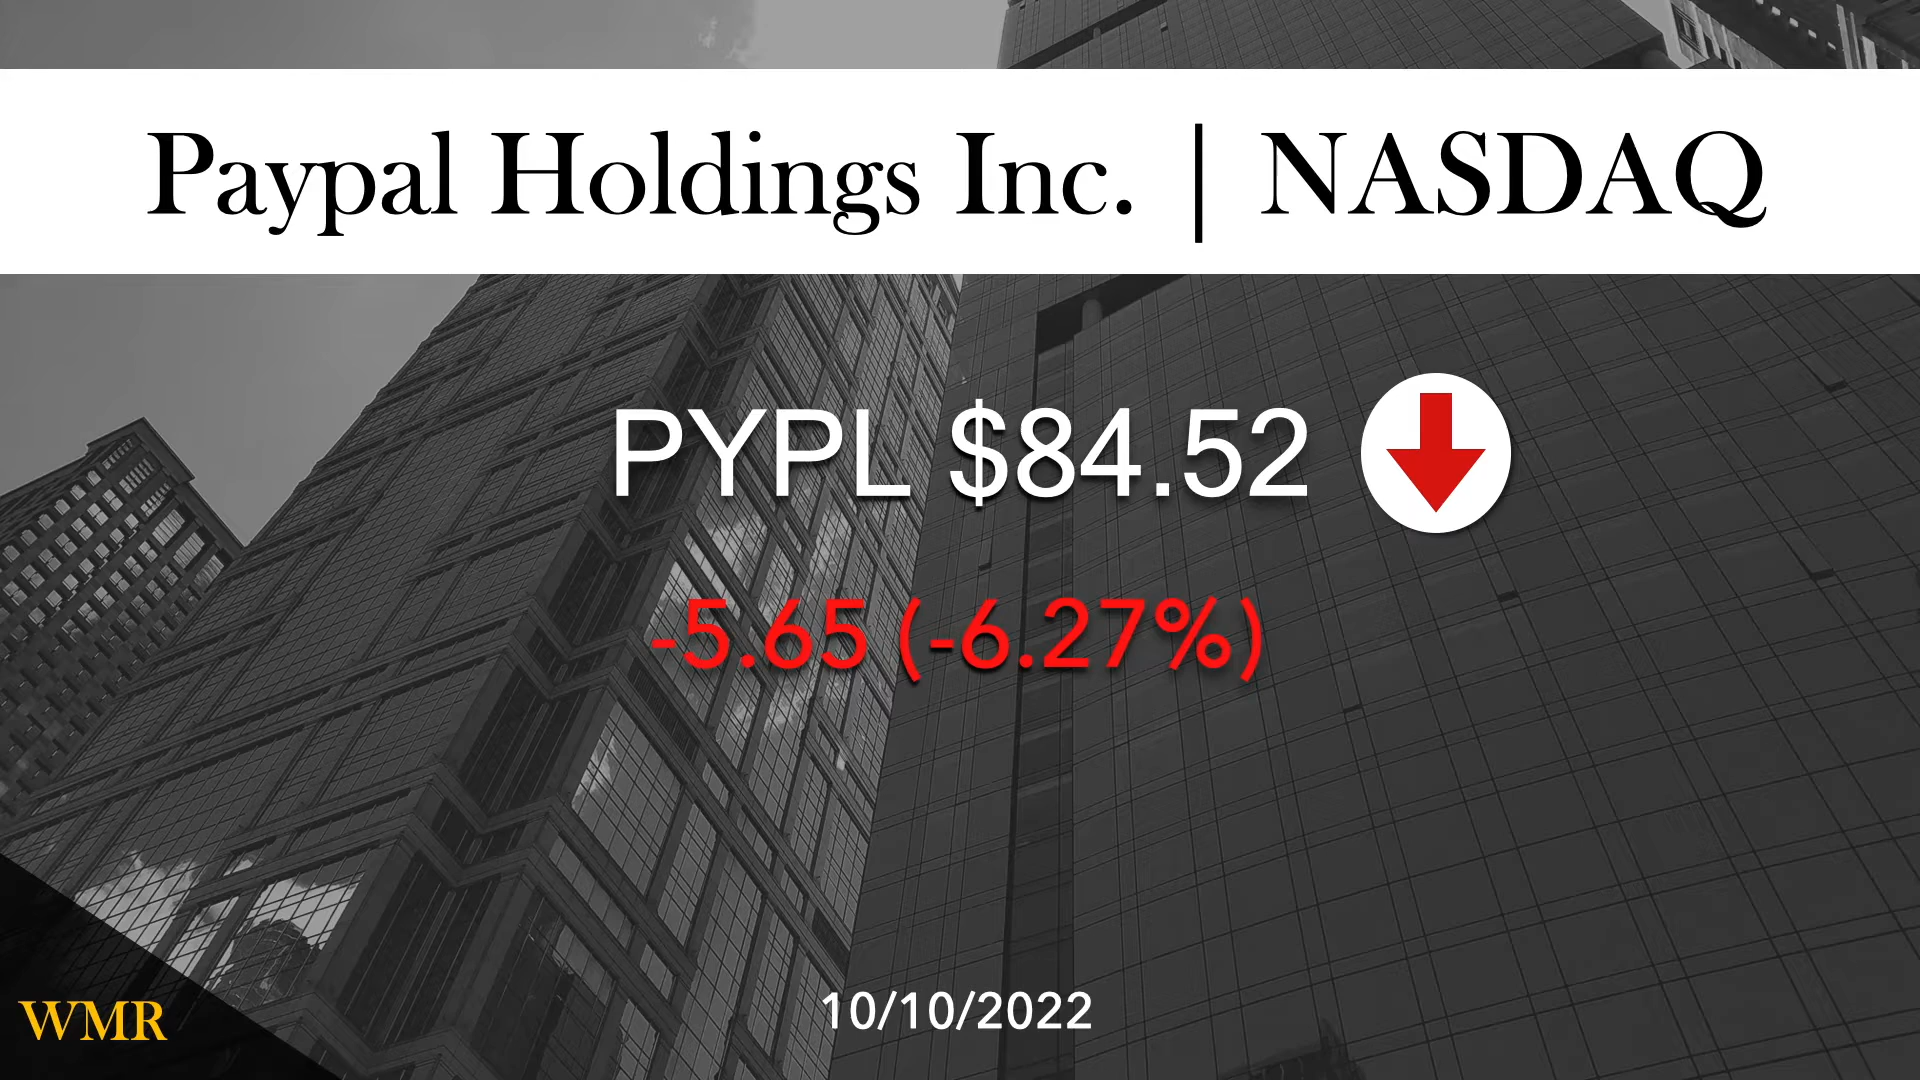 Paypal Holdings Inc. | NASDAQ
PYPL $84.52
-5.65 (-6.27%)
10/10/2022
WMR